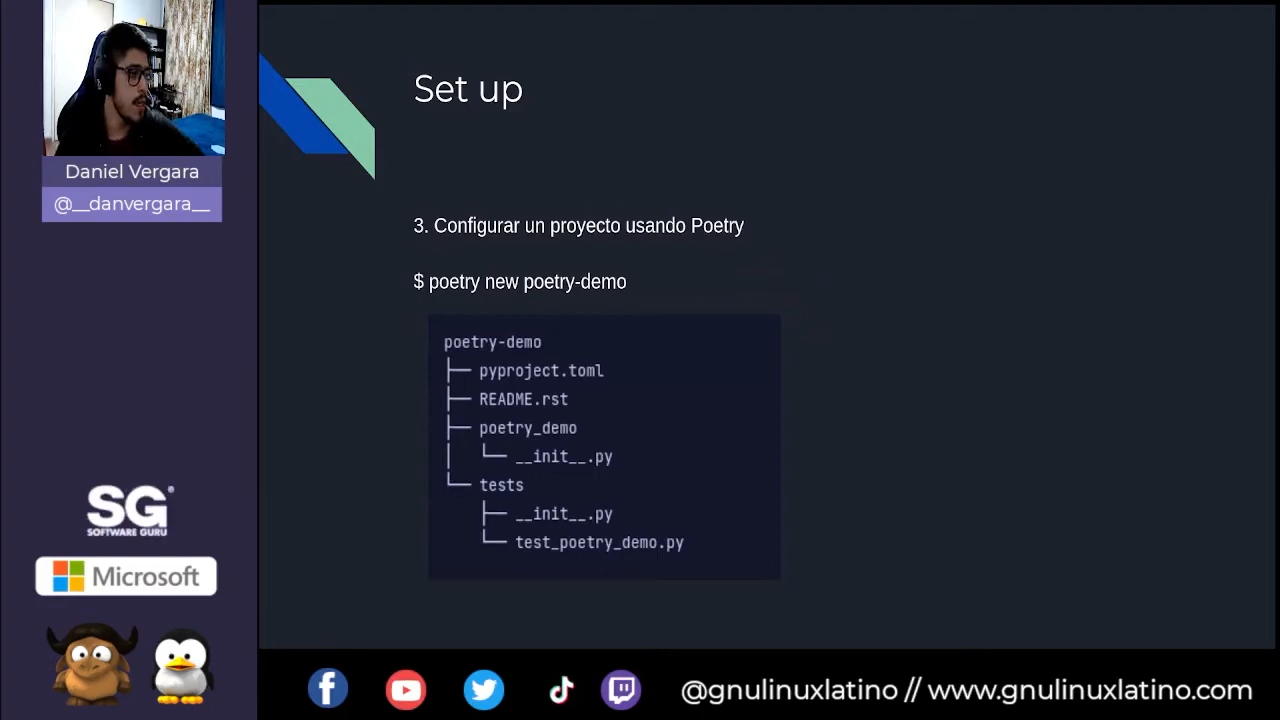 Daniel Vergara
@__danvergara__
SG®
SOFTWARE GURU
Microsoft
Set up
3. Configurar un proyecto usando Poetry
$ poetry new poetry-demo
poetry-demo
├── pyproject.toml
├── README.rst
├── poetry_demo
│   └── __init__.py
└── tests
    ├── __init__.py
    └── test_poetry_demo.py
@gnulinuxlatino // www.gnulinuxlatino.com